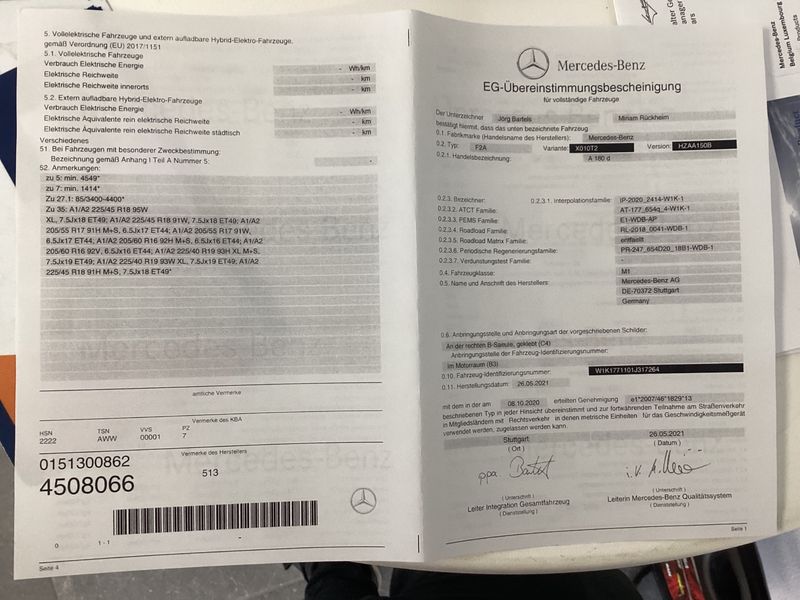 5. Vollelektrische Fahrzeuge und extern aufladbare Hybrid-Elektro-Fahrzeuge,
gemäß Verordnung (EU) 2017/1151
5.1. Vollelektrische Fahrzeuge
Verbrauch Elektrische Energie - Wh/km
Elektrische Reichweite - km
Elektrische Reichweite innerorts - km
5.2. Extern aufladbare Hybrid-Elektro-Fahrzeuge
Verbrauch Elektrische Energie - Wh/km
Elektrische Äquivalente rein elektrische Reichweite - km
Elektrische Äquivalente rein elektrische Reichweite städtisch - km
Verschiedenes
51. Bei Fahrzeugen mit besonderer Zweckbestimmung:
Bezeichnung gemäß Anhang I Teil A Nummer 5: -
52. Anmerkungen:
zu 5: min. 4549*
zu 7: min. 1414*
Zu 27.1: 85/3400-4400*
Zu 35: A1/A2 225/45 R18 95W
XL, 7.5Jx18 ET49; A1/A2 225/45 R18 91W, 7.5Jx18 ET49; A1/A2
205/55 R17 91H M+S, 6.5Jx17 ET44; A1/A2 205/55 R17 91W,
6.5Jx17 ET44; A1/A2 205/60 R16 92H M+S, 6.5Jx16 ET44; A1/A2
205/60 R16 92V, 6.5Jx16 ET44; A1/A2 225/40 R19 93H XL M+S,
7.5Jx19 ET49; A1/A2 225/40 R19 93W XL, 7.5Jx19 ET49; A1/A2
225/45 R18 91H M+S, 7.5Jx18 ET49*
amtliche Vermerke
Vermerke des KBA
HSN TSN VVS PZ
2222 AWW 00001 7
Vermerke des Herstellers
0151300862 513
4508066
0 1 - 1 -
Seite 4
Mercedes-Benz
EG-Übereinstimmungsbescheinigung
für vollständige Fahrzeuge
Der Unterzeichner Jörg Bartels Miriam Rückheim
bestätigt hiermit, dass das unten bezeichnete Fahrzeug
0.1. Fabrikmarke (Handelsname des Herstellers): Mercedes-Benz
0.2. Typ: F2A Variante: X010T2 Version: HZAA150B
0.2.1. Handelsbezeichnung: A 180 d
0.2.3. Bezeichner: 0.2.3.1. Interpolationsfamilie: IP-2020_2414-W1K-1
0.2.3.2. ATCT Familie: AT-177_654q_4-W1K-1
0.2.3.3. PEMS Familie: E1-WDB-AP
0.2.3.4. Roadload Familie: RL-2018_0041-WDB-1
0.2.3.5. Roadload Matrix Familie: entfaellt
0.2.3.6. Periodische Regenerierungsfamilie: PR-247_654D20_18B1-WDB-1
0.2.3.7. Verdunstungstest Familie: -
0.4. Fahrzeugklasse: M1
0.5. Name und Anschrift des Herstellers: Mercedes-Benz AG
DE-70372 Stuttgart
Germany
0.6. Anbringungsstelle und Anbringungsart der vorgeschriebenen Schilder:
An der rechten B-Saeule, geklebt (C4)
Anbringungsstelle der Fahrzeug-Identifizierungsnummer:
Im Motorraum (B3)
0.10. Fahrzeug-Identifizierungsnummer: W1K1771101J317264
0.11. Herstellungsdatum 26.05.2021
mit dem in der am 08.10.2020 erteilten Genehmigung e1*2007/46*1829*13
beschriebenen Typ in jeder Hinsicht übereinstimmt und zur fortwährenden Teilnahme am Straßenverkehr
in Mitgliedsländern mit Rechtsverkehr in denen metrische Einheiten für das Geschwindigkeitsmeßgerät
verwendet werden, zugelassen werden kann.
Stuttgart 26.05.2021
( Ort ) ( Datum )
ppa.
( Unterschrift ) ( Unterschrift )
Leiter Integration Gesamtfahrzeug Leiterin Mercedes-Benz Qualitätssystem
( Dienststellung ) ( Dienststellung )
Seite 1
Mercedes-Benz
Belgium Luxembourg